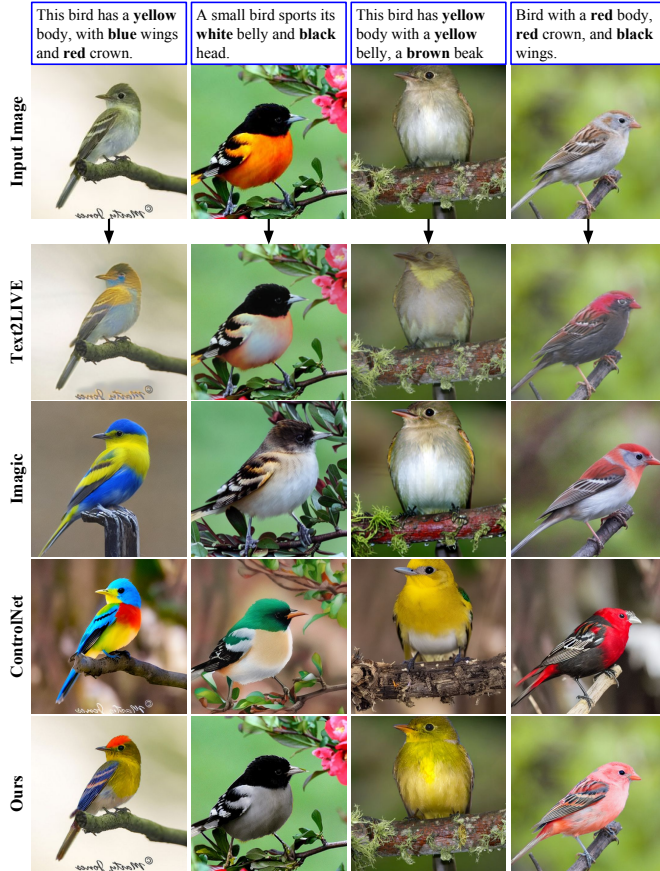 This bird has yellow
body, with blue wings
and red crown.
A small bird sports its
white belly and black
head.
This bird has yellow
body with a yellow
belly, a brown beak
Bird with a red body,
red crown, and black
wings.
Input Image
Text2LIVE
Imagic
ControlNet
Ours